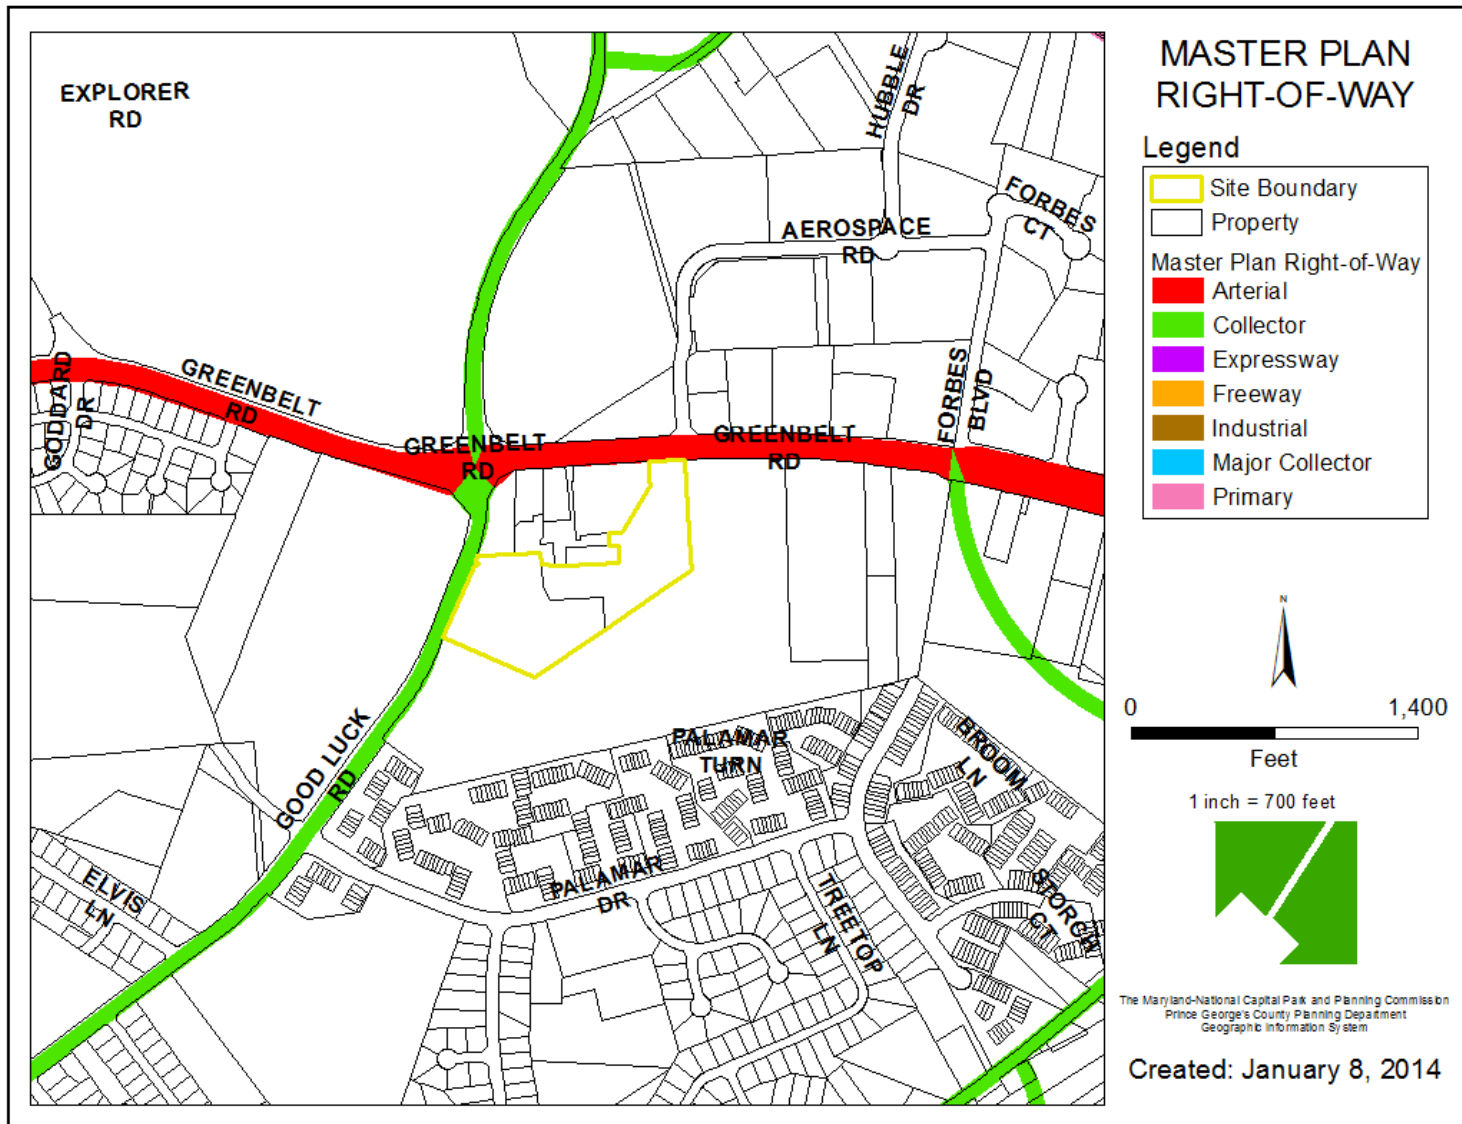 EXPLORER
RD
HUBBLE
DR
FORBES
CT
AEROSPACE
RD
GODDARD
DR
GREENBELT
RD
GREENBELT
RD
GREENBELT
RD
FORBES
BLVD
GOOD LUCK
RD
PALAMAR
TURN
BROOM
LN
ELVIS
LN
PALAMAR
DR
TREETOP
LN
STORCH
CT
MASTER PLAN
RIGHT-OF-WAY
Legend
Site Boundary
Property
Master Plan Right-of-Way
Arterial
Collector
Expressway
Freeway
Industrial
Major Collector
Primary
N
0 1,400
Feet
1 inch = 700 feet
The Maryland-National Capital Park and Planning Commission
Prince George's County Planning Department
Geographic Information System
Created: January 8, 2014